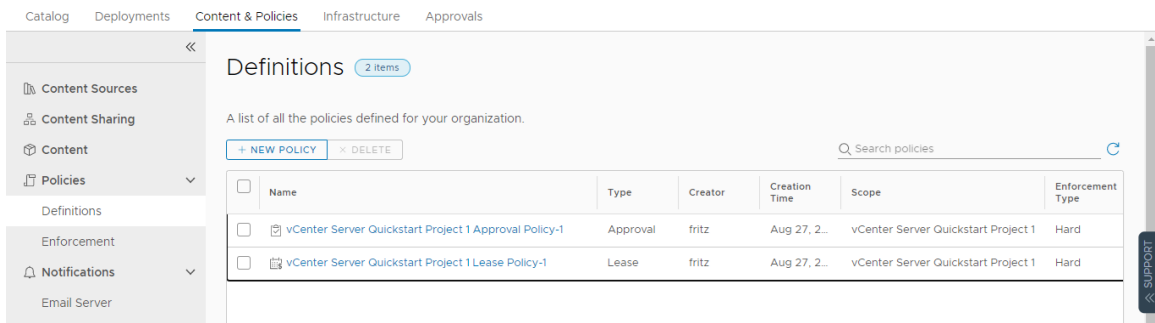 Catalog Deployments Content & Policies Infrastructure Approvals
Content Sources
Content Sharing
Content
Policies
Definitions
Enforcement
Notifications
Email Server
Definitions 2 items
A list of all the policies defined for your organization.
+ NEW POLICY × DELETE Search policies
Name Type Creator Creation Time Scope Enforcement Type
vCenter Server Quickstart Project 1 Approval Policy-1 Approval fritz Aug 27, 2... vCenter Server Quickstart Project 1 Hard
vCenter Server Quickstart Project 1 Lease Policy-1 Lease fritz Aug 27, 2... vCenter Server Quickstart Project 1 Hard
SUPPORT